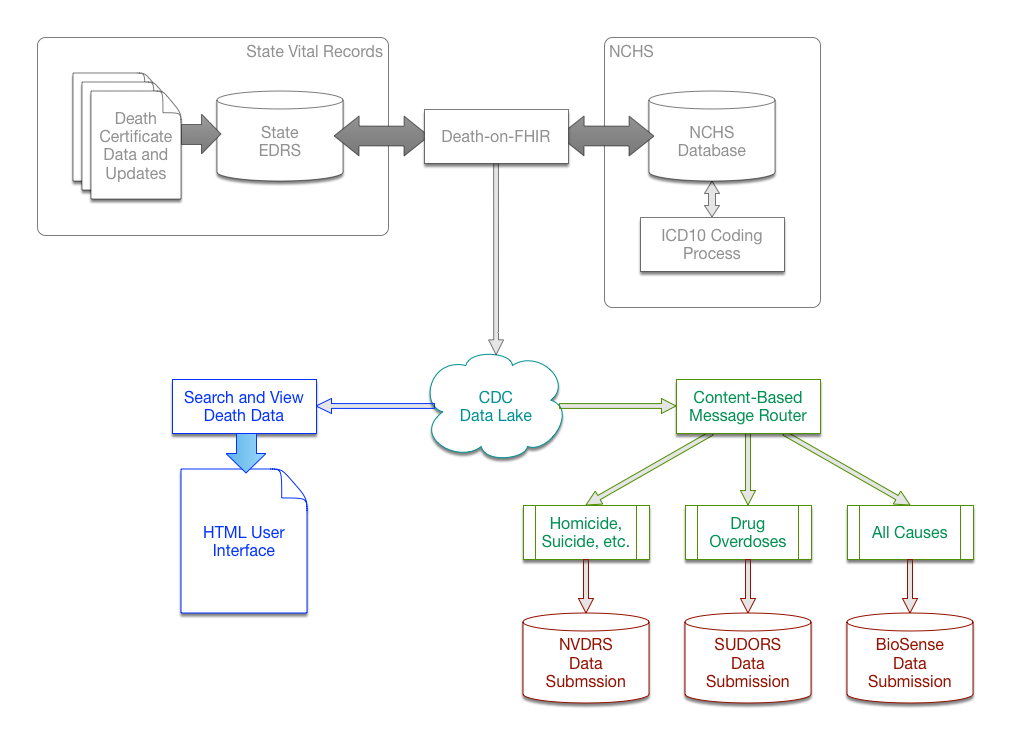 State Vital Records
NCHS
Death
Certificate
Data and
Updates
State
EDRS
Death-on-FHIR
NCHS
Database
ICD10 Coding
Process
CDC
Data Lake
Search and View
Death Data
Content-Based
Message Router
HTML User
Interface
Homicide,
Suicide, etc.
Drug
Overdoses
All Causes
NVDRS
Data
Submssion
SUDORS
Data
Submission
BioSense
Data
Submission